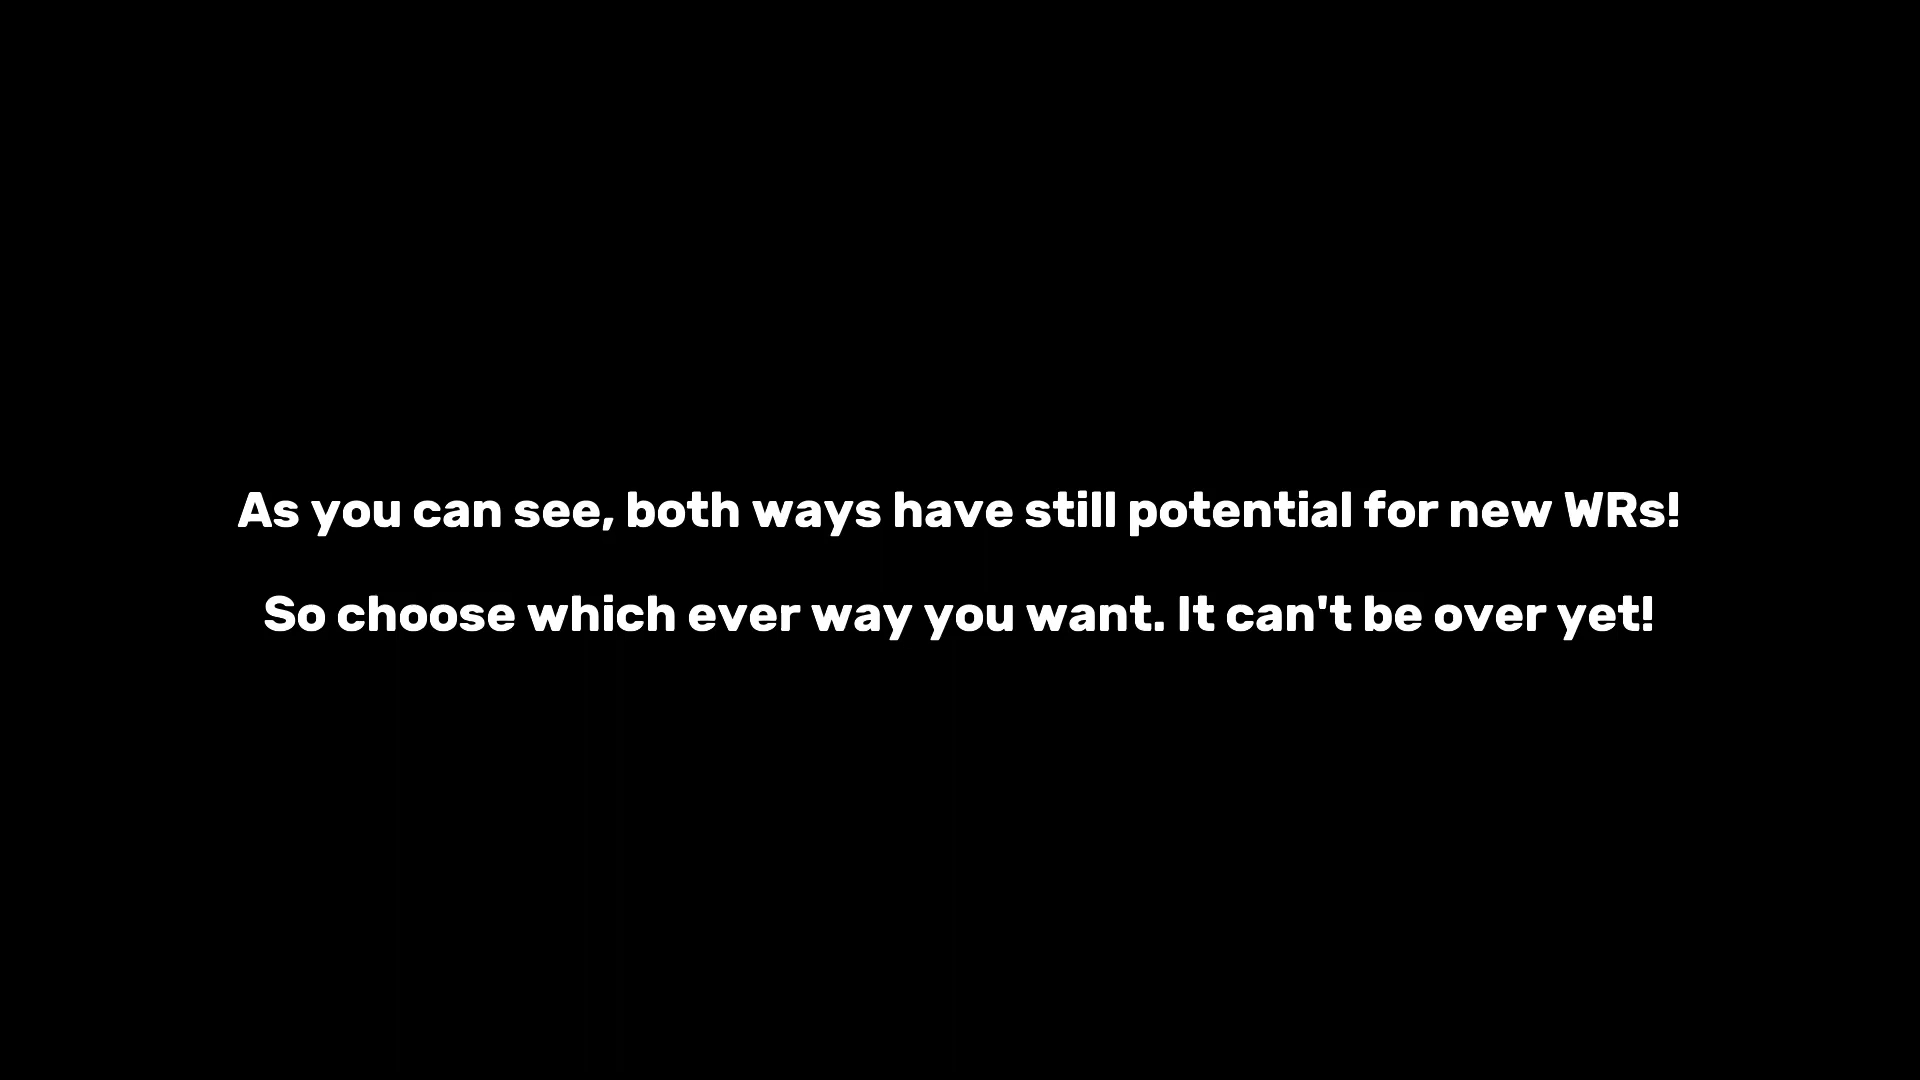 As you can see, both ways have still potential for new WRs!
So choose which ever way you want. It can't be over yet!